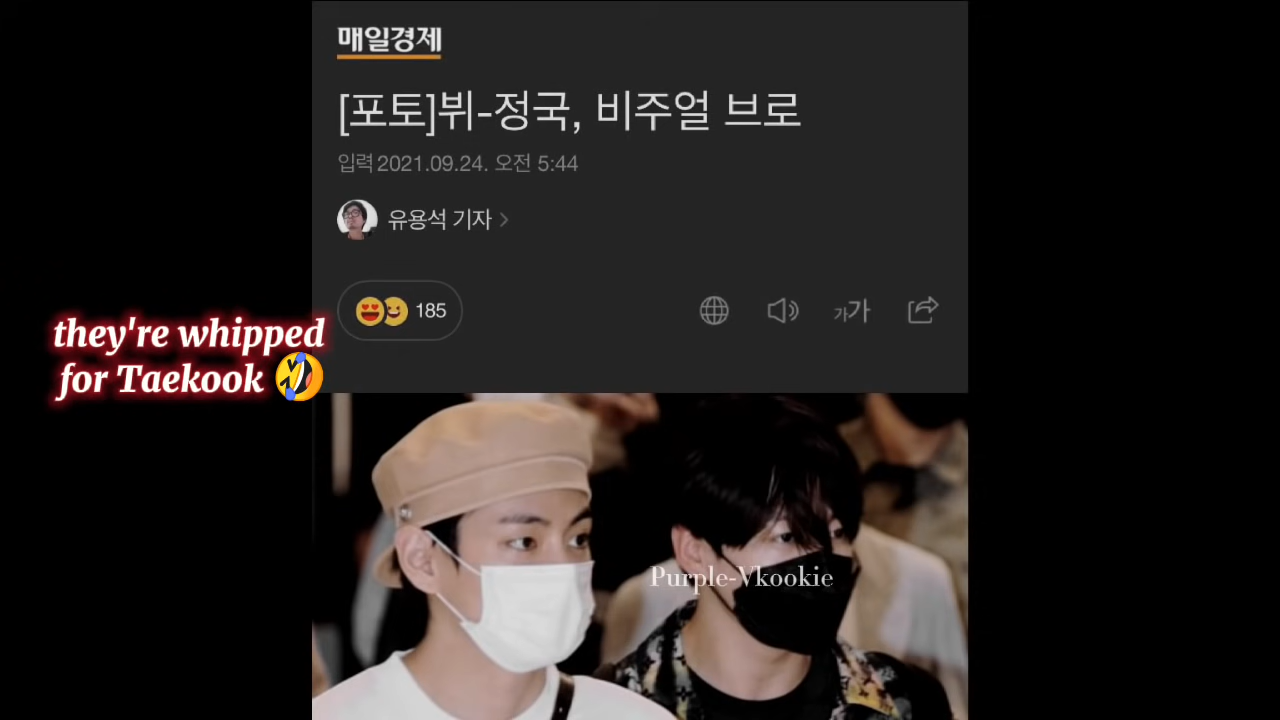 매일경제
[포토]뷔-정국, 비주얼 브로
입력 2021.09.24. 오전 5:44
유용석 기자
185
가가
they're whipped
for Taekook
Purple-Vkookie